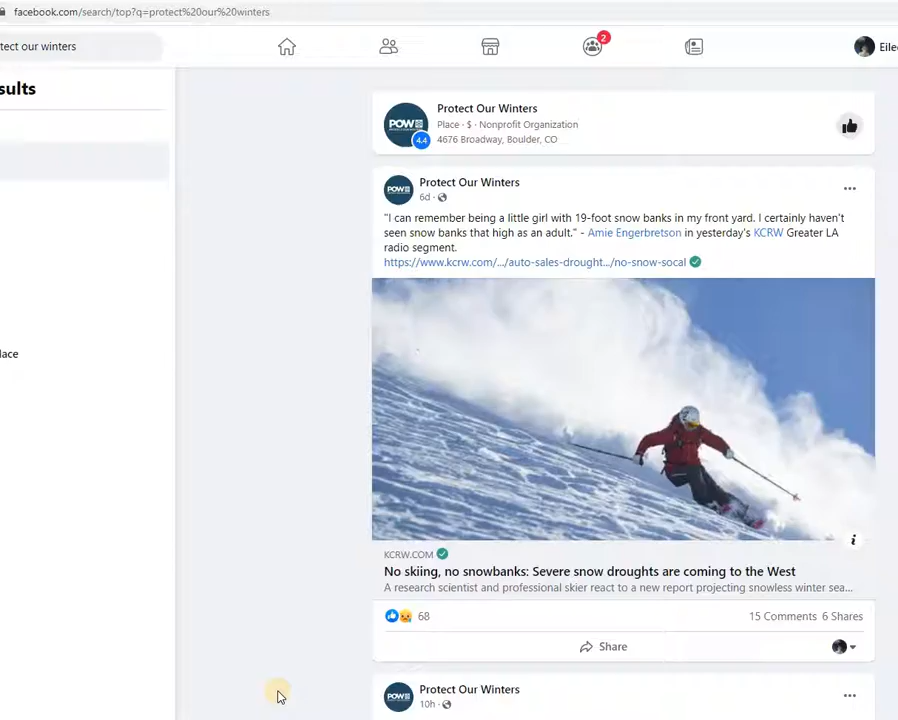 facebook.com/search/top?q=protect%20our%20winters
tect our winters
2
Eile
sults
lace
POW
4.4
Protect Our Winters
Place · $ · Nonprofit Organization
4676 Broadway, Boulder, CO
POW
Protect Our Winters
6d ·
"I can remember being a little girl with 19-foot snow banks in my front yard. I certainly haven't
seen snow banks that high as an adult." - Amie Engerbretson in yesterday's KCRW Greater LA
radio segment.
https://www.kcrw.com/.../auto-sales-drought.../no-snow-socal
i
KCRW.COM
No skiing, no snowbanks: Severe snow droughts are coming to the West
A research scientist and professional skier react to a new report projecting snowless winter sea...
68
15 Comments 6 Shares
Share
POW
Protect Our Winters
10h ·